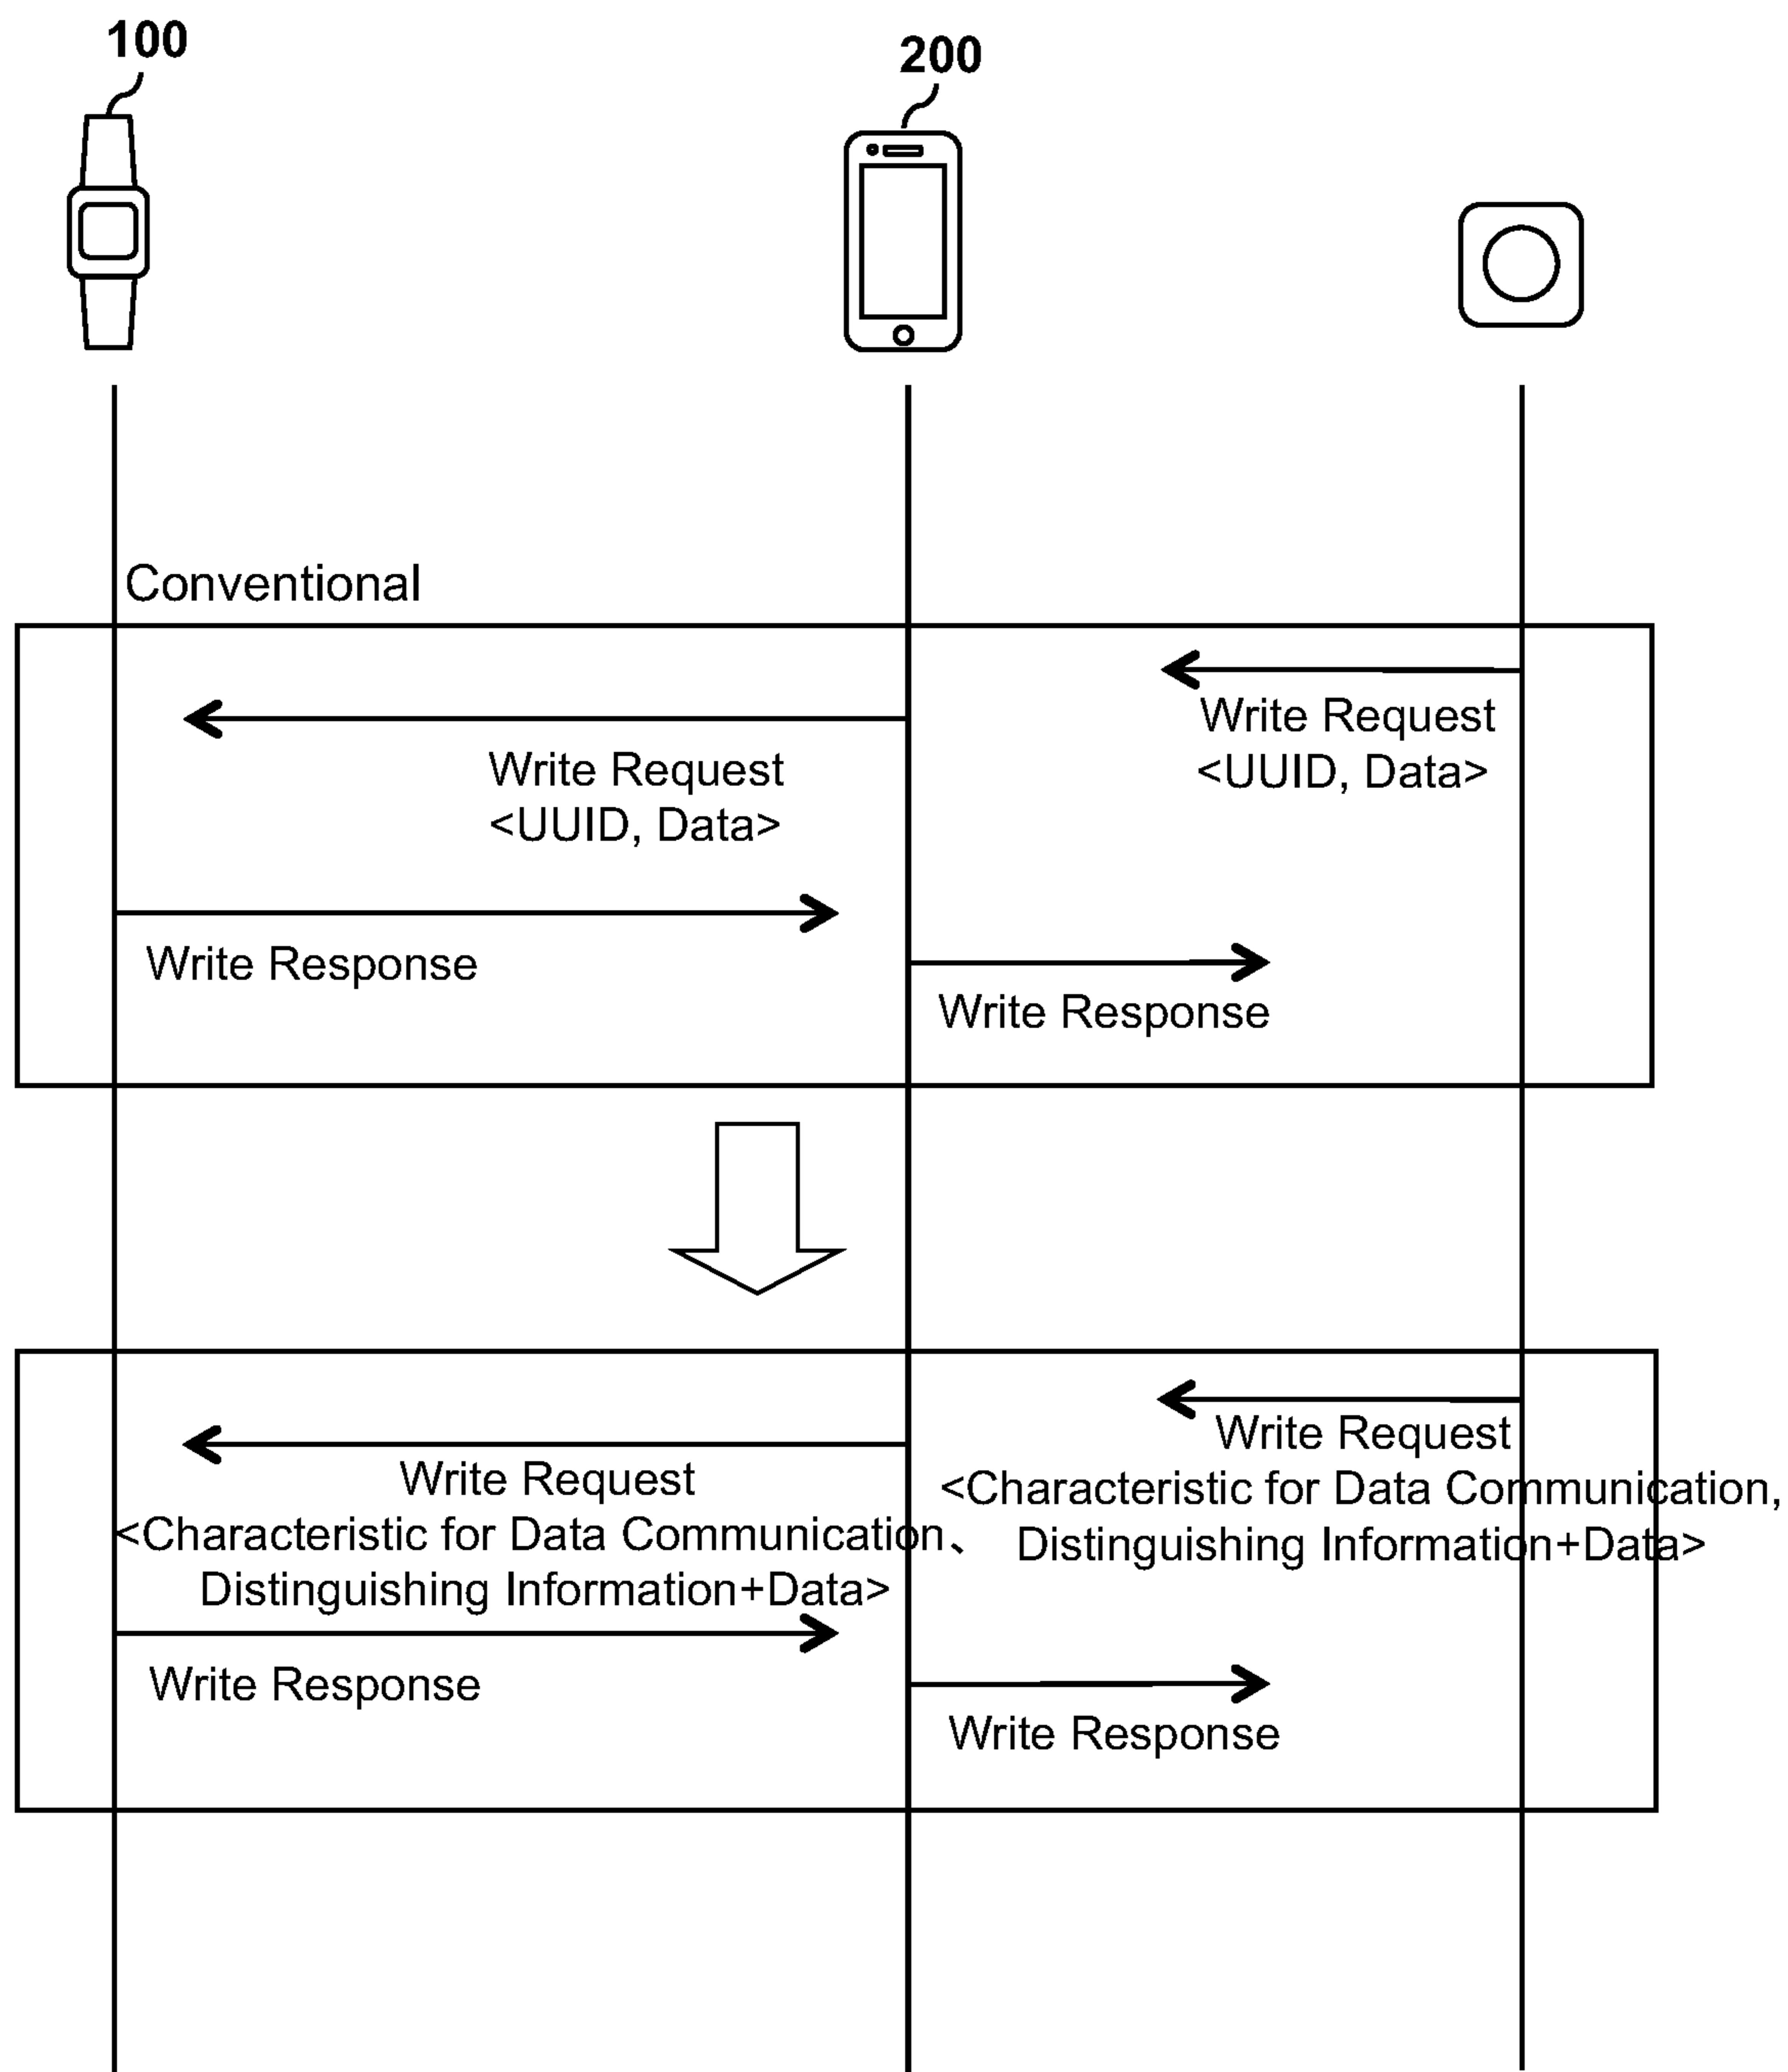 100
200
Conventional
Write Request
<UUID, Data>
Write Request
<UUID, Data>
Write Response
Write Response
Write Request
<Characteristic for Data Communication,
Distinguishing Information+Data>
Write Request
<Characteristic for Data Communication、
Distinguishing Information+Data>
Write Response
Write Response